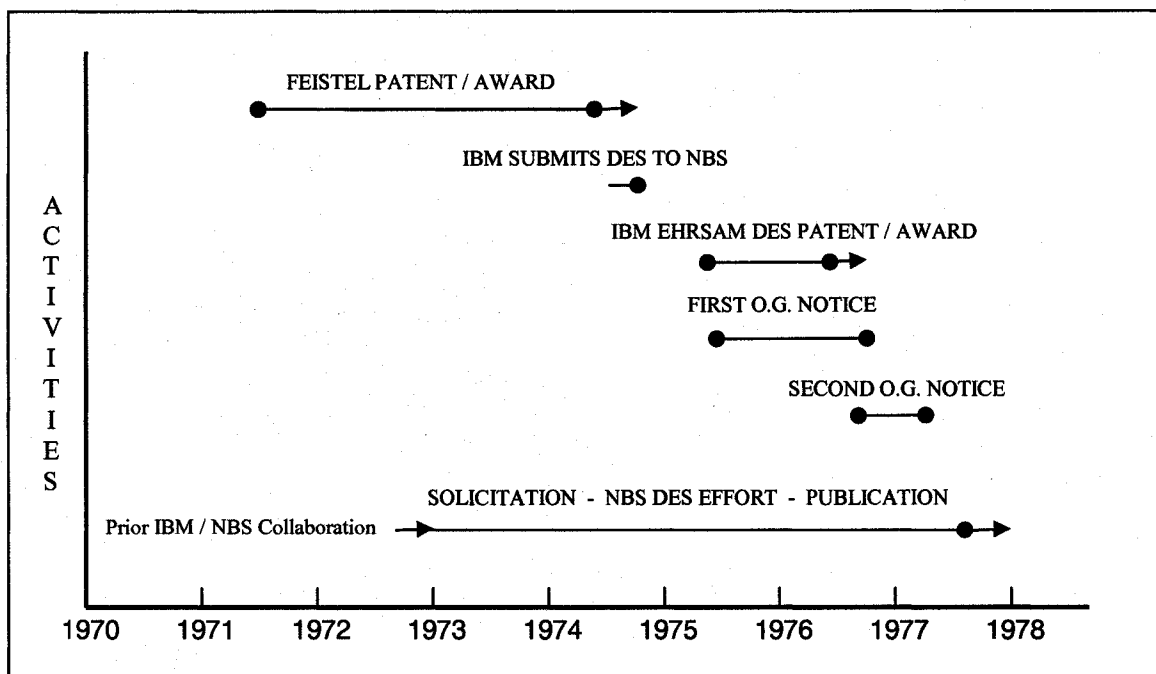 FEISTEL PATENT / AWARD
IBM SUBMITS DES TO NBS
ACTIVITIES
IBM EHRSAM DES PATENT / AWARD
FIRST O.G. NOTICE
SECOND O.G. NOTICE
SOLICITATION - NBS DES EFFORT - PUBLICATION
Prior IBM / NBS Collaboration
1970 1971 1972 1973 1974 1975 1976 1977 1978